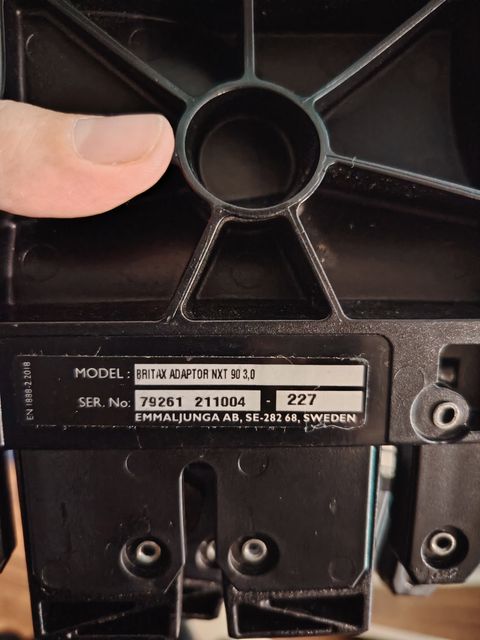 EN 1888-2:2018
MODEL: BRITAX ADAPTOR NXT 90 3,0
SER. No: 79261 211004 - 227
EMMALJUNGA AB, SE-282 68, SWEDEN